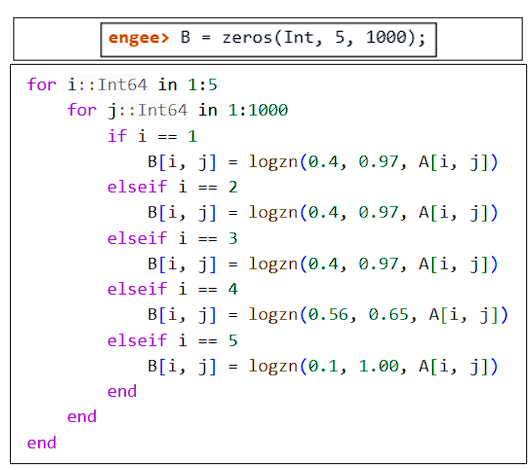 engee> B = zeros(Int, 5, 1000);
for i::Int64 in 1:5
    for j::Int64 in 1:1000
        if i == 1
            B[i, j] = logzn(0.4, 0.97, A[i, j])
        elseif i == 2
            B[i, j] = logzn(0.4, 0.97, A[i, j])
        elseif i == 3
            B[i, j] = logzn(0.4, 0.97, A[i, j])
        elseif i == 4
            B[i, j] = logzn(0.56, 0.65, A[i, j])
        elseif i == 5
            B[i, j] = logzn(0.1, 1.00, A[i, j])
        end
    end
end